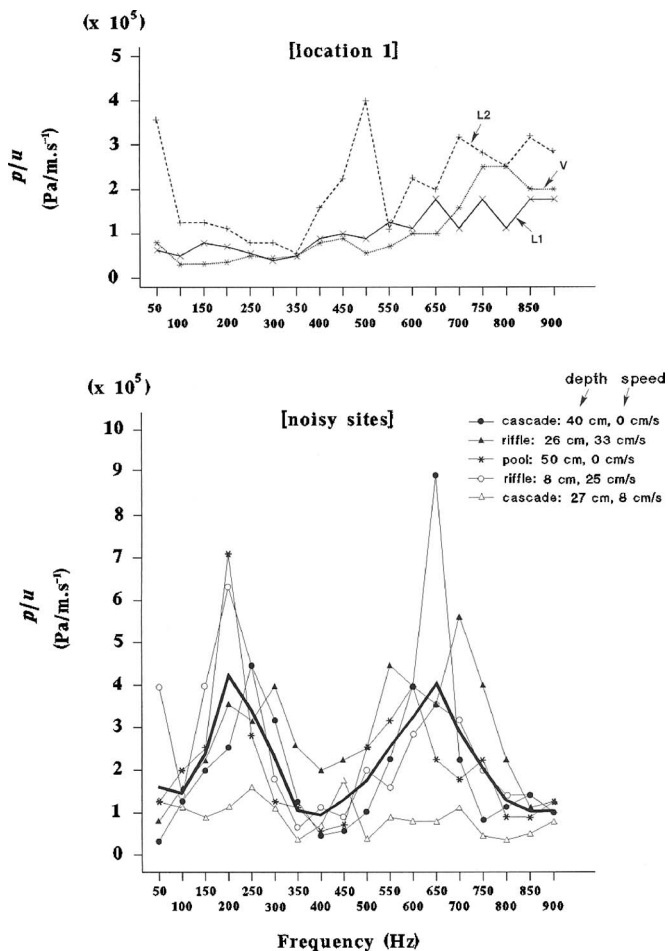 (x 10⁵)
[location 1]
5
4
3
2
1
0
p/u
(Pa/m.s⁻¹)
L2
V
L1
50 150 250 350 450 550 650 750 850
100 200 300 400 500 600 700 800 900
(x 10⁵)
[noisy sites]
depth speed
cascade: 40 cm, 0 cm/s
riffle: 26 cm, 33 cm/s
pool: 50 cm, 0 cm/s
riffle: 8 cm, 25 cm/s
cascade: 27 cm, 8 cm/s
10
9
8
7
6
5
4
3
2
1
0
p/u
(Pa/m.s⁻¹)
50 150 250 350 450 550 650 750 850
100 200 300 400 500 600 700 800 900
Frequency (Hz)